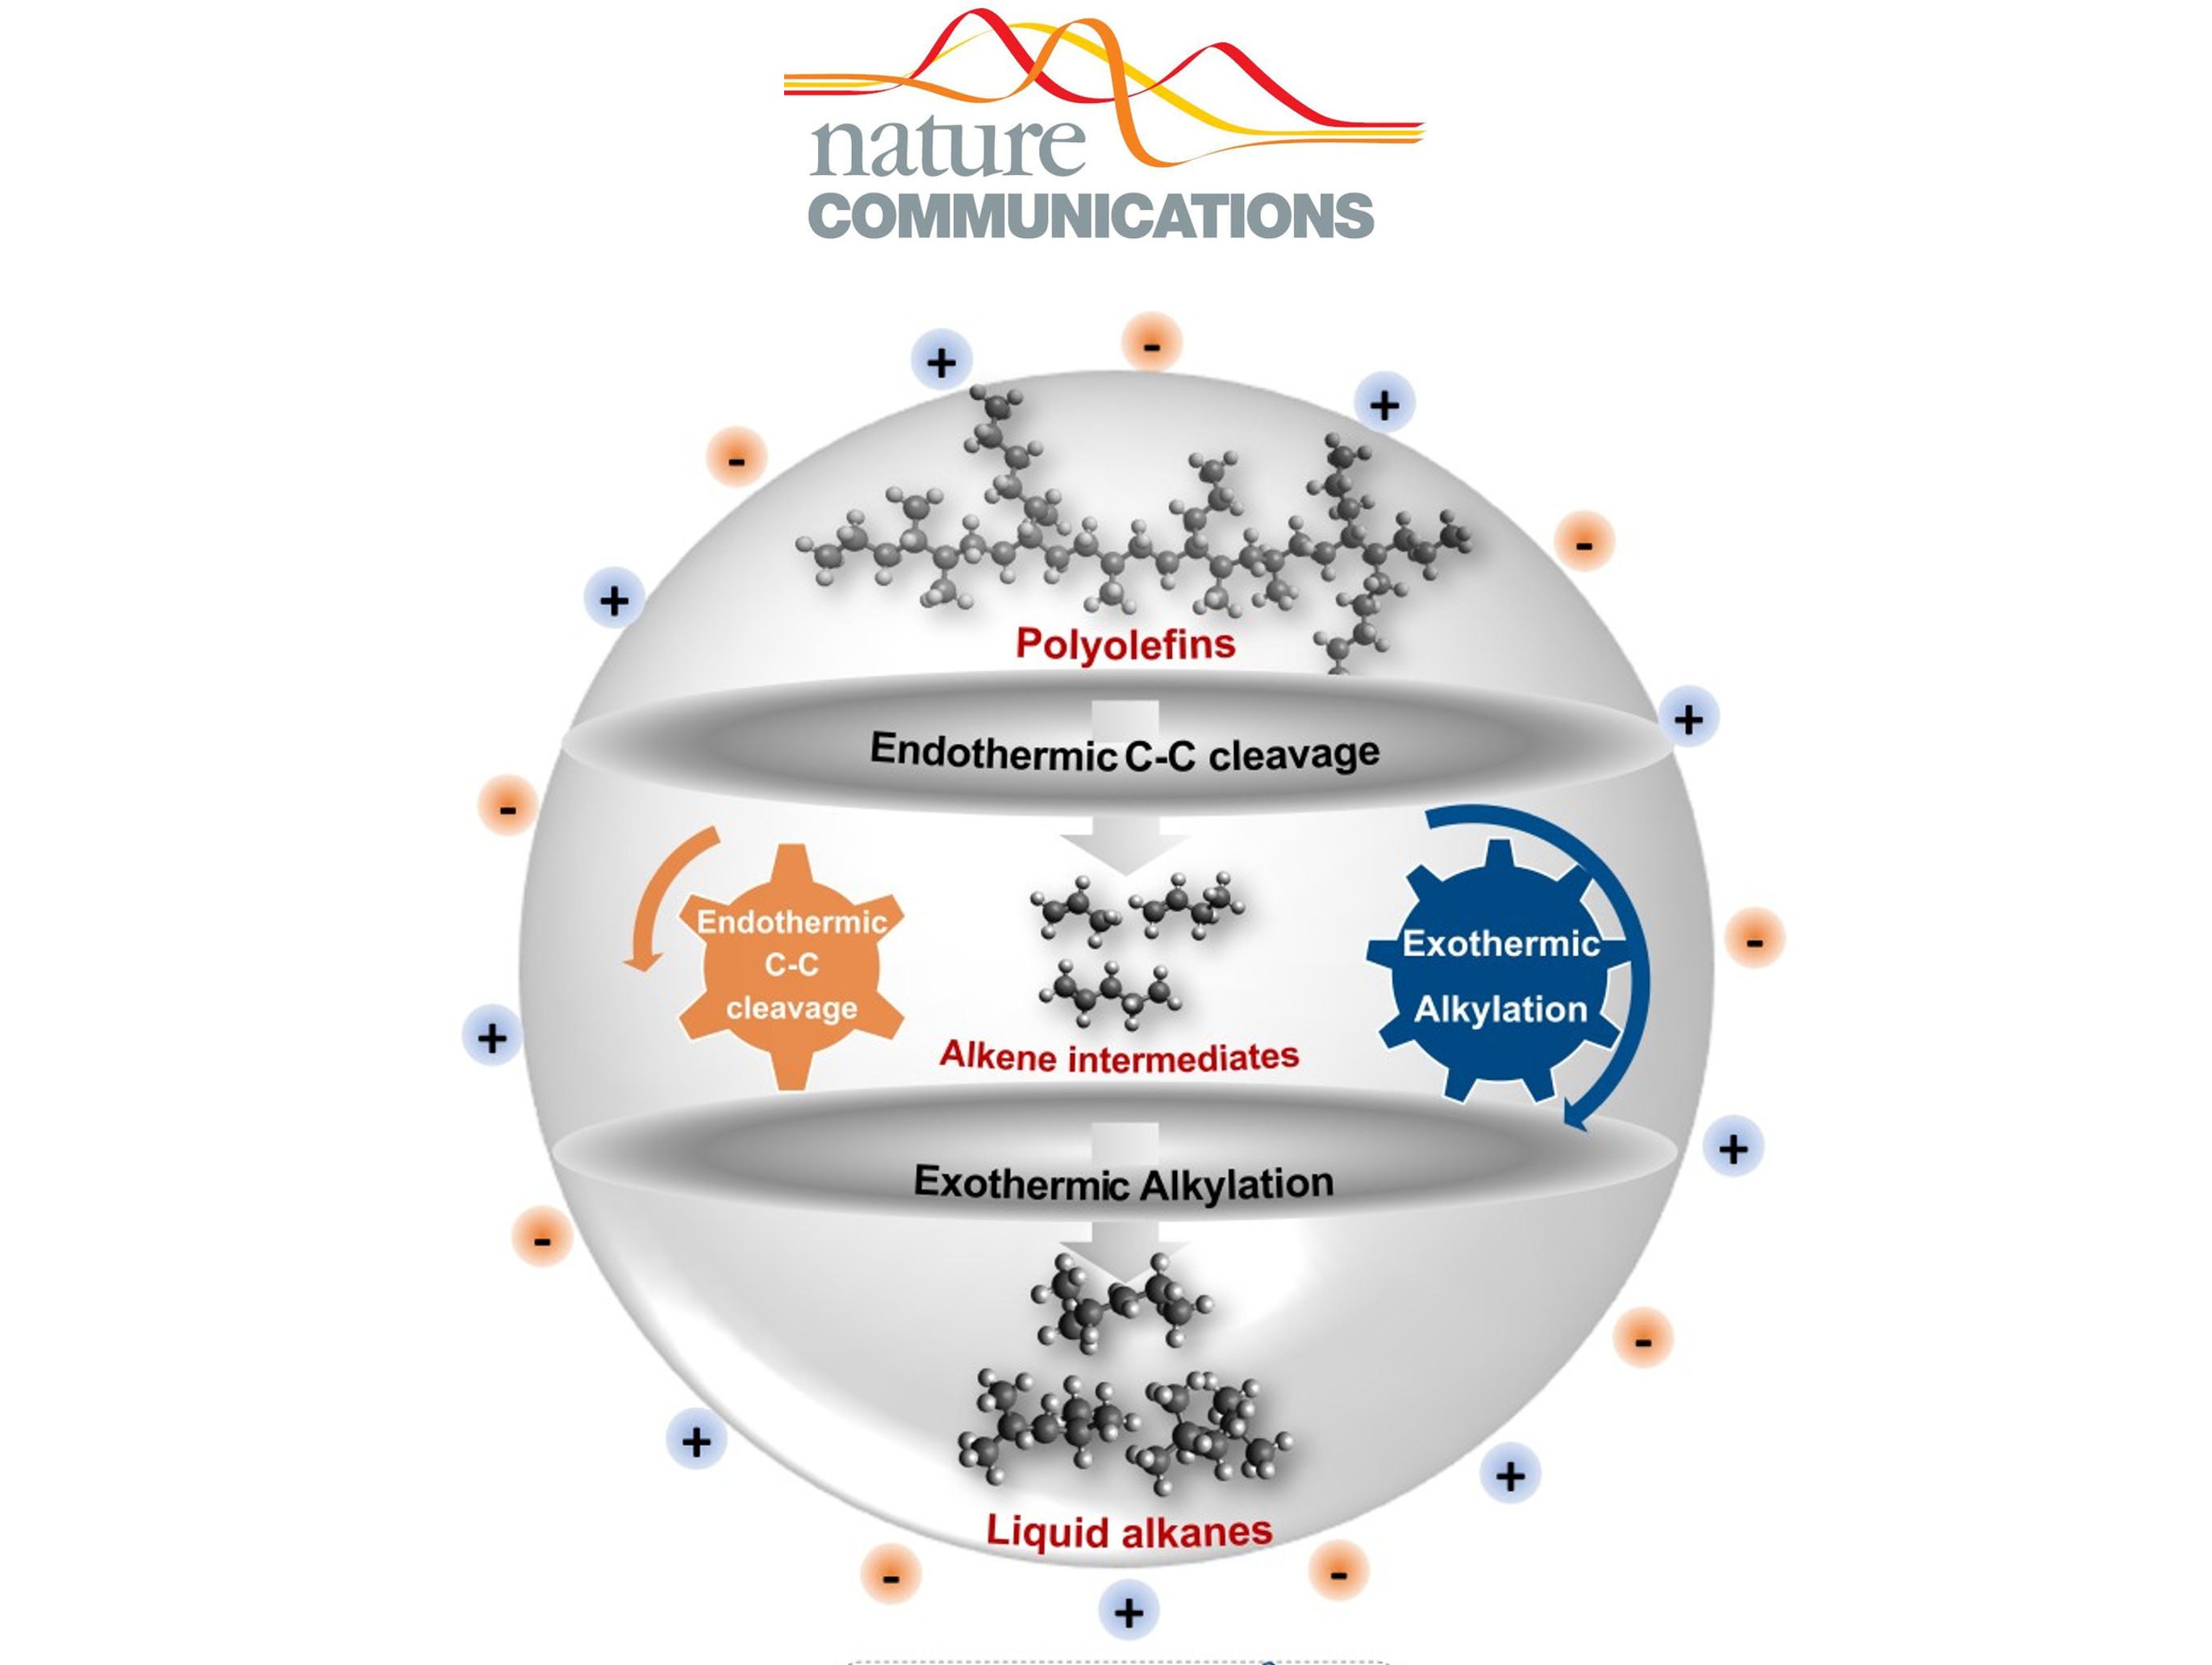 nature
COMMUNICATIONS
+
-
+
-
-
+
Polyolefins
+
Endothermic C-C cleavage
-
Endothermic
C-C
cleavage
Exothermic
Alkylation
-
+
Alkene intermediates
+
Exothermic Alkylation
-
-
+
+
Liquid alkanes
-
-
+